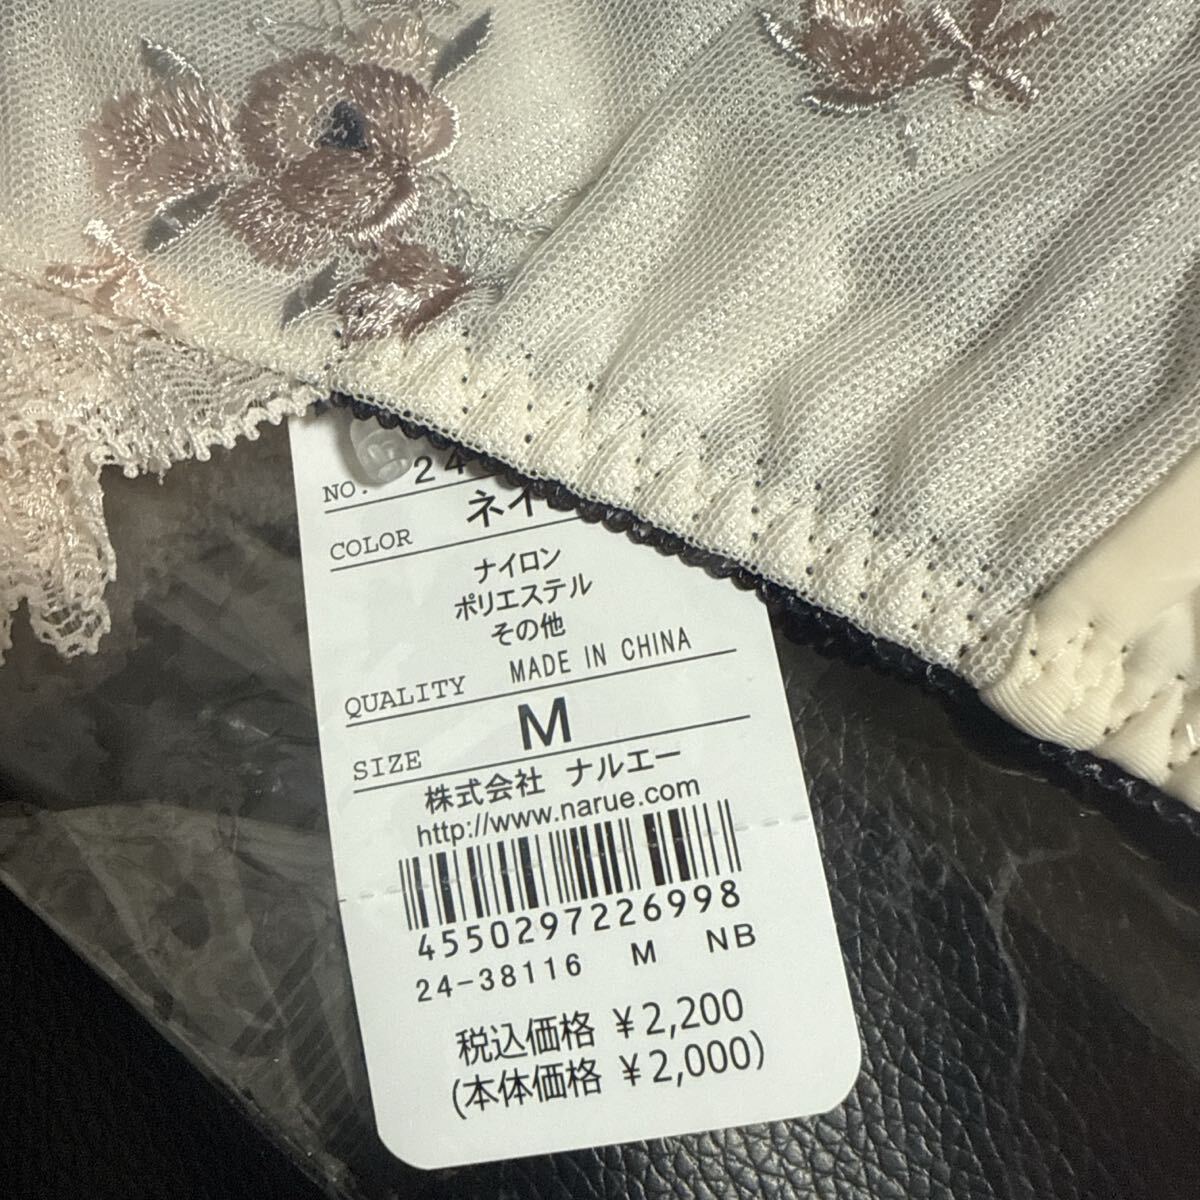 NO. 24
COLOR ネイ
ナイロン
ポリエステル
その他
QUALITY MADE IN CHINA
SIZE M
株式会社 ナルエー
http://www.narue.com
4550297226998
24-38116 M NB
税込価格 ¥2,200
(本体価格 ¥2,000)